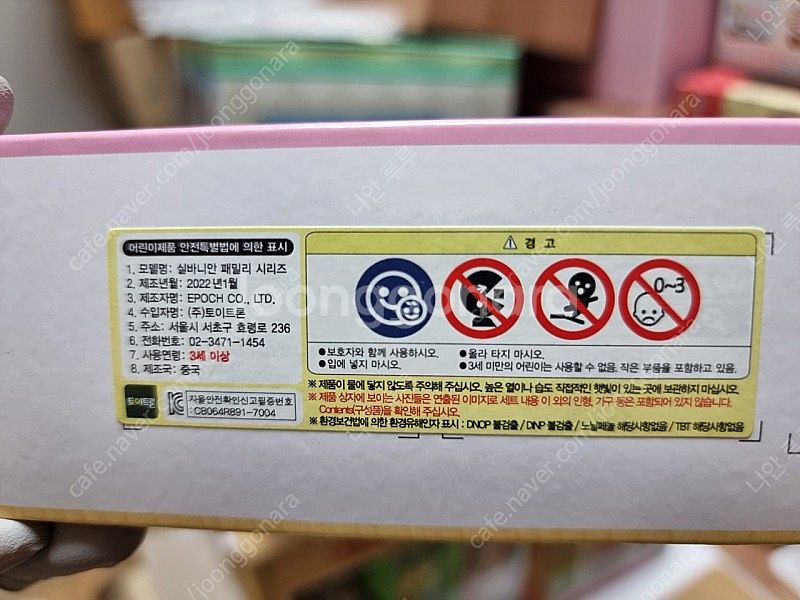 어린이제품 안전특별법에 의한 표시
1. 모델명: 실바니안 패밀리 시리즈
2. 제조년월: 2022년1월
3. 제조자명: EPOCH CO., LTD.
4. 수입자명: (주)토이트론
5. 주소: 서울시 서초구 효령로 236
6. 전화번호: 02-3471-1454
7. 사용연령: 3세 이상
8. 제조국: 중국
토이트론
자율안전확인신고필증번호
:CB064R891-7004
⚠ 경 고
0~3
●보호자와 함께 사용하시오. ●올라 타지 마시오.
●입에 넣지 마시오. ●3세 미만의 어린이는 사용할 수 없음. 작은 부품을 포함하고 있음.
※ 제품이 물에 닿지 않도록 주의해 주십시오. 높은 열이나 습도 직접적인 햇빛이 있는 곳에 보관하지 마십시오
※ 제품 상자에 보이는 사진들은 연출된 이미지로 세트 내용 이 외의 인형, 가구 등은 포함되어 있지 않습니다.
Contents(구성품)을 확인해 주십시오.
※ 환경보건법에 의한 환경유해인자 표시 : DNOP 불검출 / DINP 불검출 / 노닐페놀 해당사항없음 / TBT 해당사항없음
cafe.naver.com/joonggonara
joonggonara
나안 룩룩